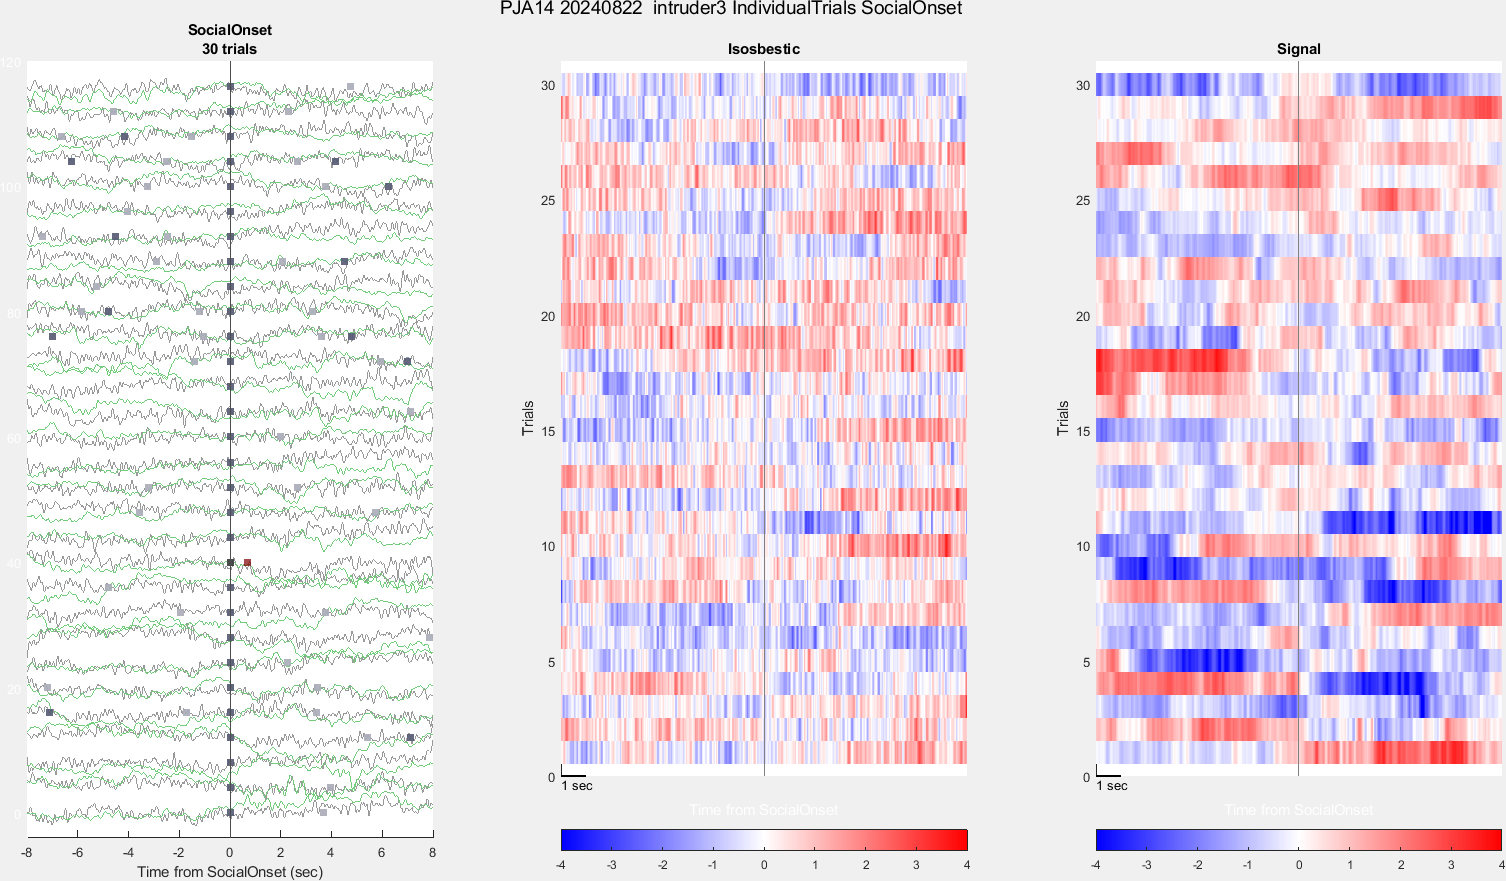 PJA14 20240822 intruder3 IndividualTrials SocialOnset
SocialOnset
30 trials
120
100
80
60
40
20
0
-8 -6 -4 -2 0 2 4 6 8
Time from SocialOnset (sec)
Isosbestic
Trials
30
25
20
15
10
5
0
1 sec
Time from SocialOnset
-4 -3 -2 -1 0 1 2 3 4
Signal
Trials
30
25
20
15
10
5
0
1 sec
Time from SocialOnset
-4 -3 -2 -1 0 1 2 3 4